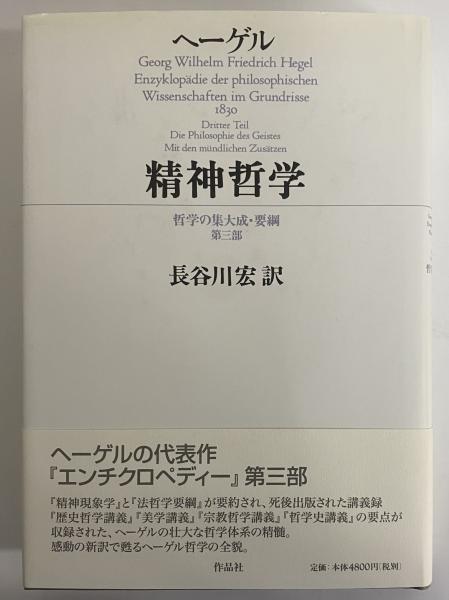 ヘーゲル
Georg Wilhelm Friedrich Hegel
Enzyklopädie der philosophischen
Wissenschaften im Grundrisse
1830
Dritter Teil
Die Philosophie des Geistes
Mit den mündlichen Zusätzen
精神哲学
哲学の集大成・要綱
第三部
長谷川宏 訳
ヘーゲルの代表作
『エンチクロペディー』第三部
『精神現象学』と『法哲学要綱』が要約され、死後出版された講義録
『歴史哲学講義』『美学講義』『宗教哲学講義』『哲学史講義』の要点が
収録された、ヘーゲルの壮大な哲学体系の精髄。
感動の新訳で甦るヘーゲル哲学の全貌。
作品社
定価：本体4800円［税別］